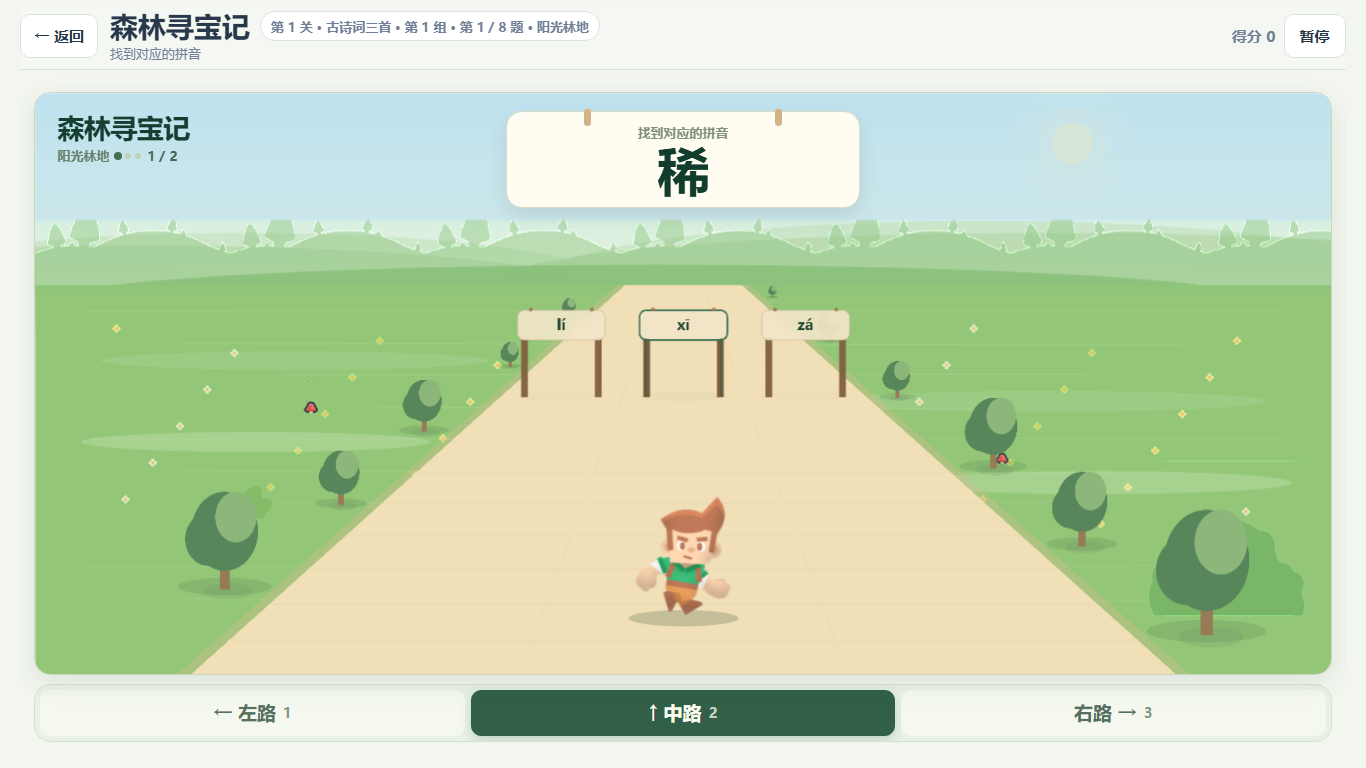 ← 返回
森林寻宝记
第 1 关 • 古诗词三首 • 第 1 组 • 第 1 / 8 题 • 阳光林地
找到对应的拼音
得分 0
暂停
森林寻宝记
阳光林地 1 / 2
找到对应的拼音
稀
lí
xī
zá
← 左路 1
↑ 中路 2
右路 → 3